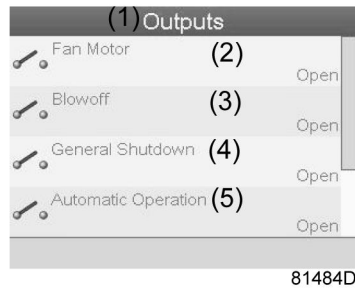 (1) Outputs
Fan Motor (2)
Open
Blowoff (3)
Open
General Shutdown (4)
Open
Automatic Operation (5)
Open
81484D